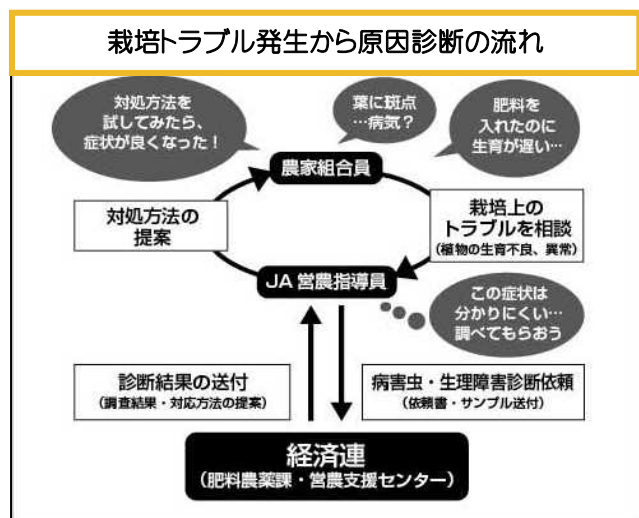 栽培トラブル発生から原因診断の流れ
対処方法を
試してみたら、
症状が良くなった！
葉に斑点
…病気？
肥料を
入れたのに
生育が遅い…
農家組合員
対処方法の
提案
栽培上の
トラブルを相談
（植物の生育不良、異常）
JA営農指導員
この症状は
分かりにくい…
調べてもらおう
診断結果の送付
（調査結果・対応方法の提案）
病害虫・生理障害診断依頼
（依頼書・サンプル送付）
経済連
（肥料農薬課・営農支援センター）